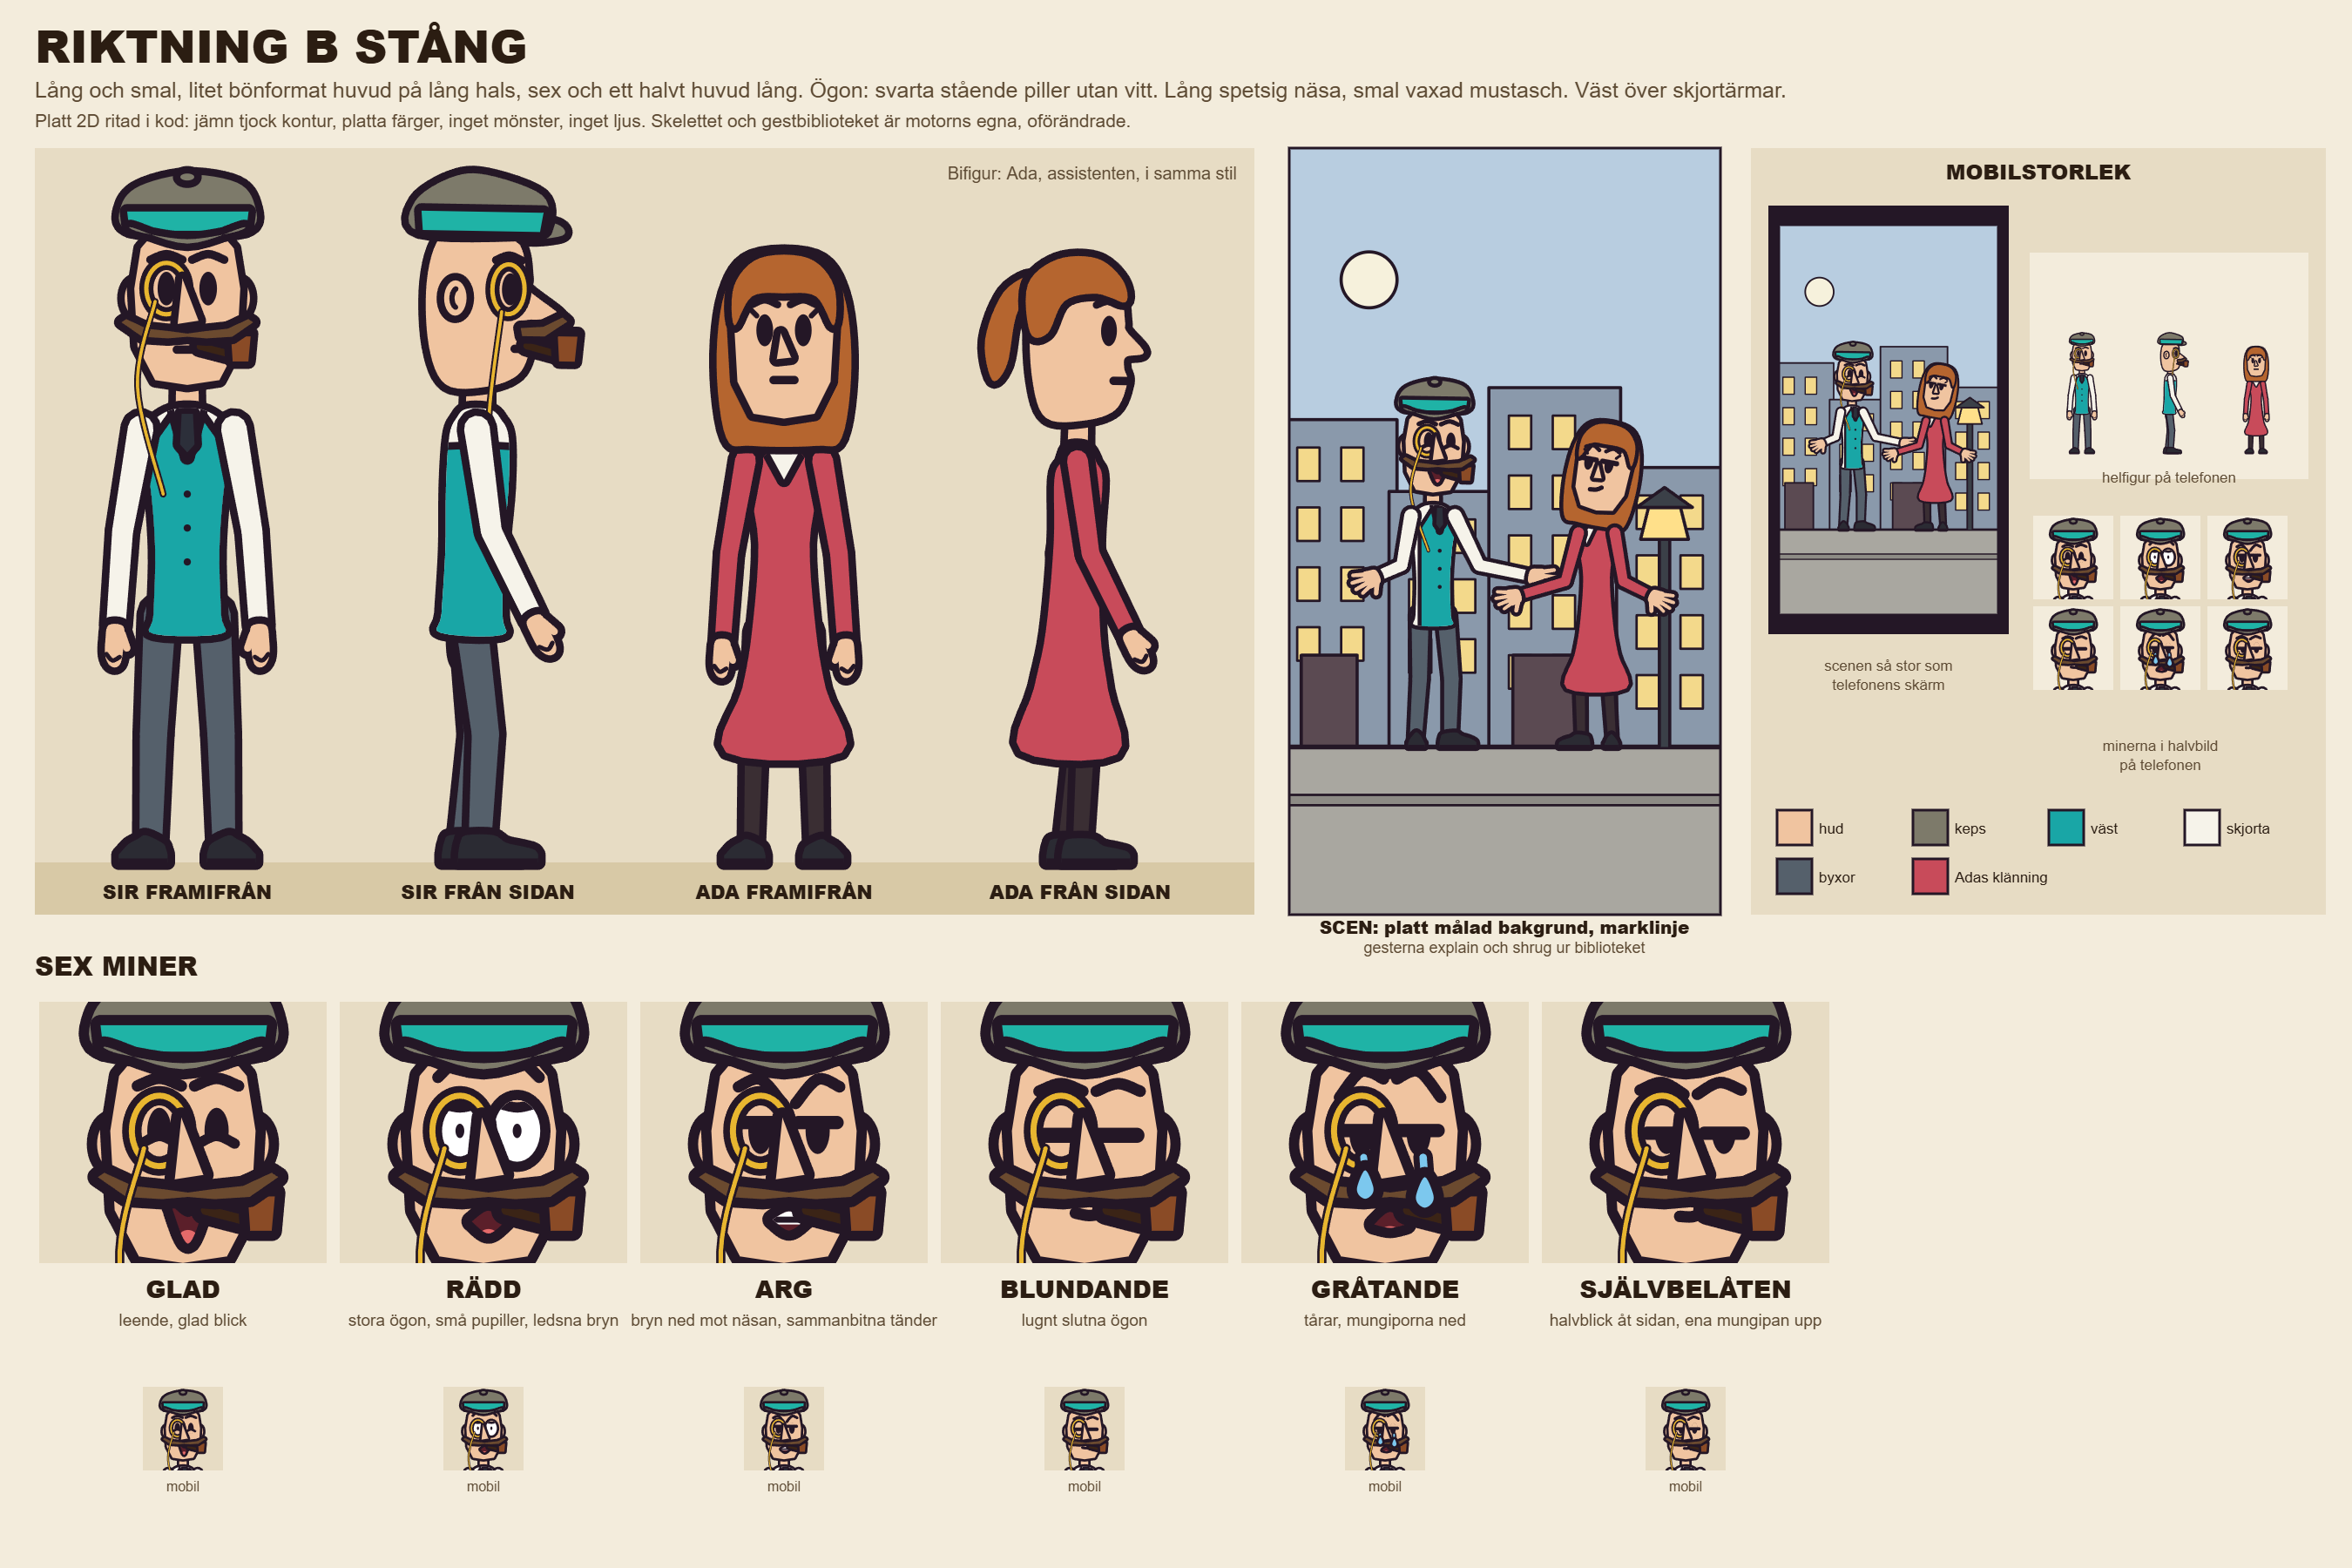 RIKTNING B STÅNG
Lång och smal, litet bönformat huvud på lång hals, sex och ett halvt huvud lång. Ögon: svarta stående piller utan vitt. Lång spetsig näsa, smal vaxad mustasch. Väst över skjortärmar.
Platt 2D ritad i kod: jämn tjock kontur, platta färger, inget mönster, inget ljus. Skelettet och gestbiblioteket är motorns egna, oförändrade.
Bifigur: Ada, assistenten, i samma stil
SIR FRAMIFRÅN
SIR FRÅN SIDAN
ADA FRAMIFRÅN
ADA FRÅN SIDAN
SCEN: platt målad bakgrund, marklinje
gesterna explain och shrug ur biblioteket
MOBILSTORLEK
helfigur på telefonen
scenen så stor som
telefonens skärm
minerna i halvbild
på telefonen
hud
keps
väst
skjorta
byxor
Adas klänning
SEX MINER
GLAD
leende, glad blick
RÄDD
stora ögon, små pupiller, ledsna bryn
ARG
bryn ned mot näsan, sammanbitna tänder
BLUNDANDE
lugnt slutna ögon
GRÅTANDE
tårar, mungiporna ned
SJÄLVBELÅTEN
halvblick åt sidan, ena mungipan upp
mobil
mobil
mobil
mobil
mobil
mobil